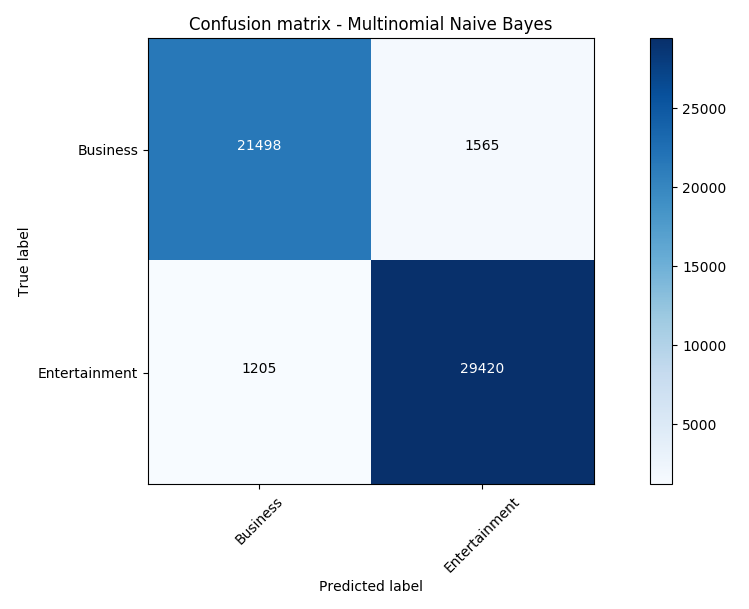 Confusion matrix - Multinomial Naive Bayes
Business
Entertainment
True label
21498
1565
1205
29420
Business
Entertainment
Predicted label
25000
20000
15000
10000
5000